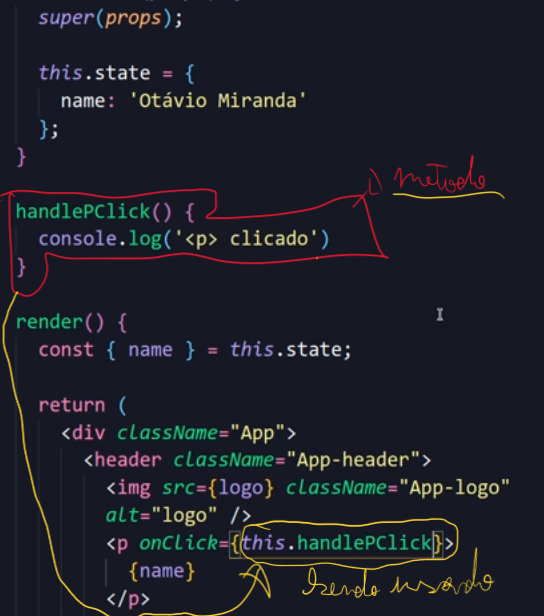 super(props);
this.state = {
name: 'Otávio Miranda'
};
}
1) metodo
handlePClick() {
console.log('<p> clicado')
}
render() {
const { name } = this.state;
return (
<div className="App">
<header className="App-header">
<img src={logo} className="App-logo"
alt="logo" />
<p onClick={this.handlePClick}>
{name}
Sendo usando
</p>